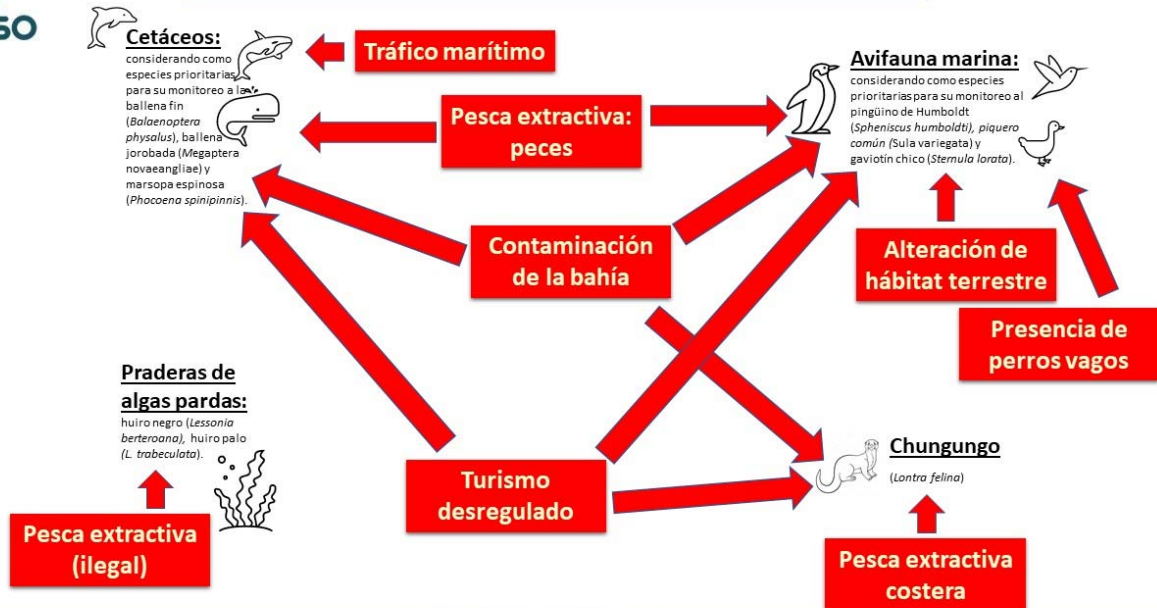 Cetáceos:
considerando como
especies prioritarias
para su monitoreo a la
ballena fin
(Balaenoptera
physalus), ballena
jorobada (Megaptera
novaeangliae) y
marsopa espinosa
(Phocoena spinipinnis).
Tráfico marítimo
Pesca extractiva:
peces
Avifauna marina:
considerando como especies
prioritarias para su monitoreo al
pingüino de Humboldt
(Spheniscus humboldti), piquero
común (Sula variegata) y
gaviotín chico (Sternula lorata).
Contaminación
de la bahía
Alteración de
hábitat terrestre
Presencia de
perros vagos
Praderas de
algas pardas:
huiro negro (Lessonia
berteroana), huiro palo
(L. trabeculata).
Pesca extractiva
(ilegal)
Turismo
desregulado
Chungungo
(Lontra felina)
Pesca extractiva
costera